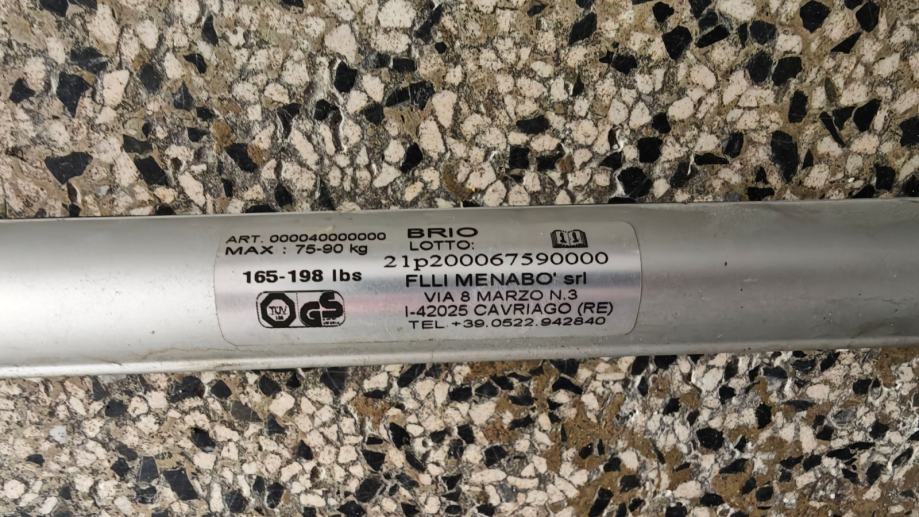 ART. 000040000000
MAX : 75-90 kg
165-198 lbs
TÜV
GS
BRIO
LOTTO:
21p200067590000
FLLI MENABO' srl
VIA 8 MARZO N.3
I-42025 CAVRIAGO (RE)
TEL.+39.0522.942840